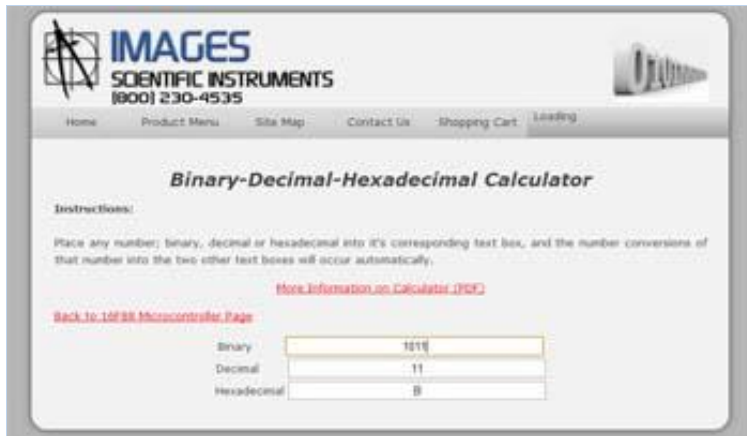 IMAGES
SCIENTIFIC INSTRUMENTS
(800) 230-4535
Home Product Menu Site Map Contact Us Shopping Cart Loading
Binary-Decimal-Hexadecimal Calculator
Instructions:
Place any number; binary, decimal or hexadecimal into it's corresponding text box, and the number conversions of
that number into the two other text boxes will occur automatically.
More Information on Calculator (PDF)
Back to 16F88 Microcontroller Page
Binary 1011
Decimal 11
Hexadecimal B